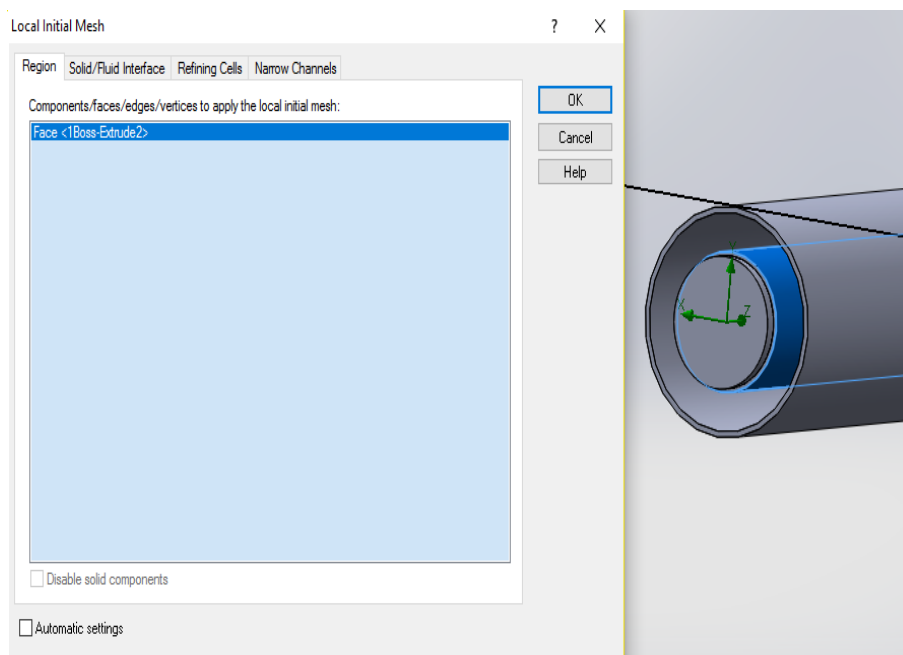 Local Initial Mesh ? X
Region Solid/Fluid Interface Refining Cells Narrow Channels
Components/faces/edges/vertices to apply the local initial mesh:
Face <1Boss-Extrude2>
OK
Cancel
Help
Disable solid components
Automatic settings
Y
X
Z